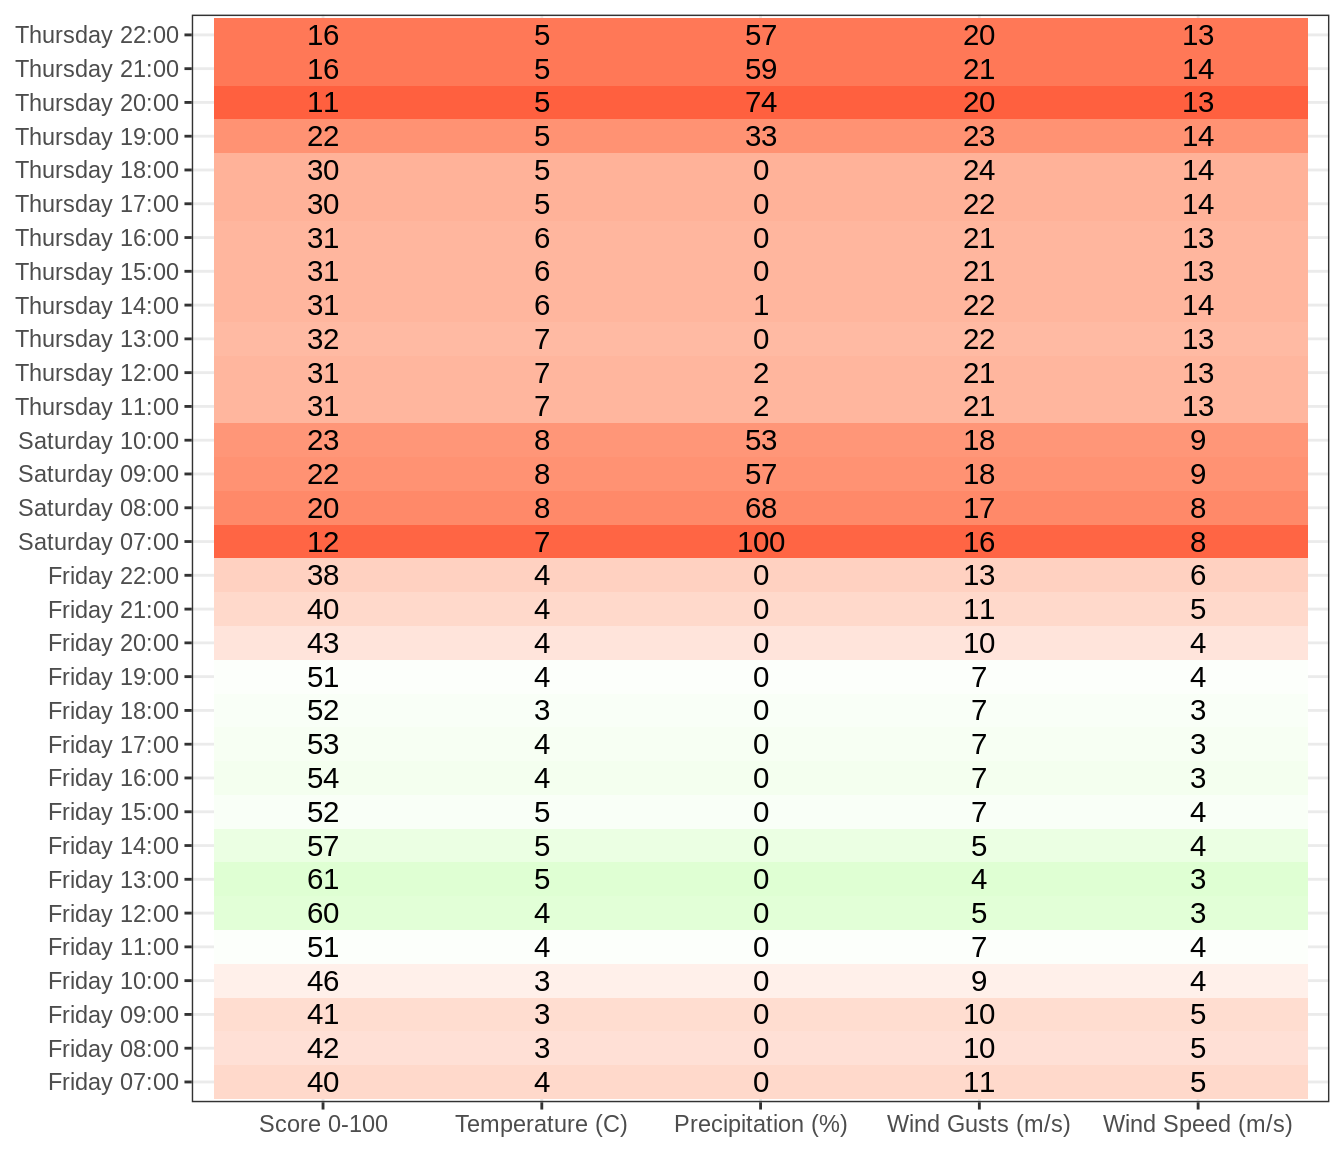 Thursday 22:00 16 5 57 20 13
Thursday 21:00 16 5 59 21 14
Thursday 20:00 11 5 74 20 13
Thursday 19:00 22 5 33 23 14
Thursday 18:00 30 5 0 24 14
Thursday 17:00 30 5 0 22 14
Thursday 16:00 31 6 0 21 13
Thursday 15:00 31 6 0 21 13
Thursday 14:00 31 6 1 22 14
Thursday 13:00 32 7 0 22 13
Thursday 12:00 31 7 2 21 13
Thursday 11:00 31 7 2 21 13
Saturday 10:00 23 8 53 18 9
Saturday 09:00 22 8 57 18 9
Saturday 08:00 20 8 68 17 8
Saturday 07:00 12 7 100 16 8
Friday 22:00 38 4 0 13 6
Friday 21:00 40 4 0 11 5
Friday 20:00 43 4 0 10 4
Friday 19:00 51 4 0 7 4
Friday 18:00 52 3 0 7 3
Friday 17:00 53 4 0 7 3
Friday 16:00 54 4 0 7 3
Friday 15:00 52 5 0 7 4
Friday 14:00 57 5 0 5 4
Friday 13:00 61 5 0 4 3
Friday 12:00 60 4 0 5 3
Friday 11:00 51 4 0 7 4
Friday 10:00 46 3 0 9 4
Friday 09:00 41 3 0 10 5
Friday 08:00 42 3 0 10 5
Friday 07:00 40 4 0 11 5
Score 0-100 Temperature (C) Precipitation (%) Wind Gusts (m/s) Wind Speed (m/s)